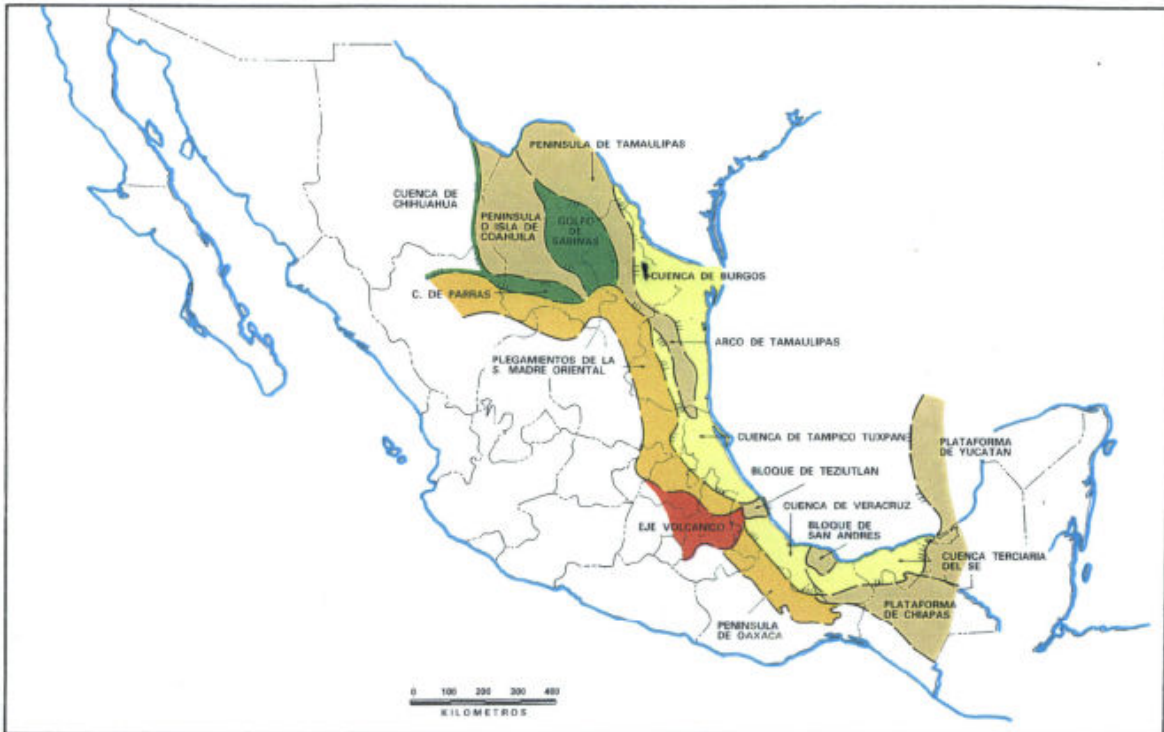 PENINSULA DE TAMAULIPAS
CUENCA DE
CHIHUAHUA
PENINSULA
O ISLA DE
COAHUILA
GOLFO
DE
SABINAS
CUENCA DE BURGOS
C. DE PARRAS
ARCO DE TAMAULIPAS
PLEGAMIENTOS DE LA
S. MADRE ORIENTAL
CUENCA DE TAMPICO TUXPAN
PLATAFORMA
DE YUCATAN
BLOQUE DE TEZIUTLAN
CUENCA DE VERACRUZ
EJE VOLCANICO
BLOQUE DE
SAN ANDRES
CUENCA TERCIARIA
DEL SE
PLATAFORMA
DE CHIAPAS
PENINSULA
DE OAXACA
0 100 200 300 400
KILOMETROS